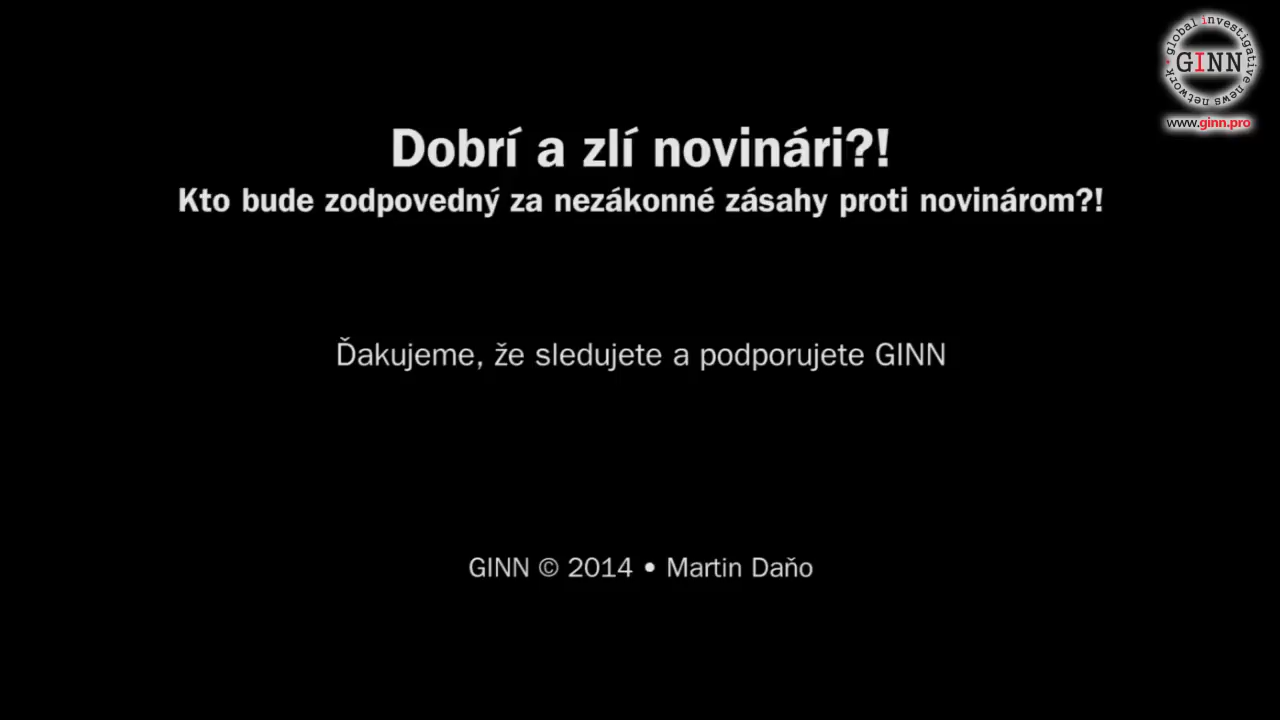 global investigative news network
GINN
www.ginn.pro
Dobrí a zlí novinári?!
Kto bude zodpovedný za nezákonné zásahy proti novinárom?!
Ďakujeme, že sledujete a podporujete GINN
GINN © 2014 • Martin Daňo